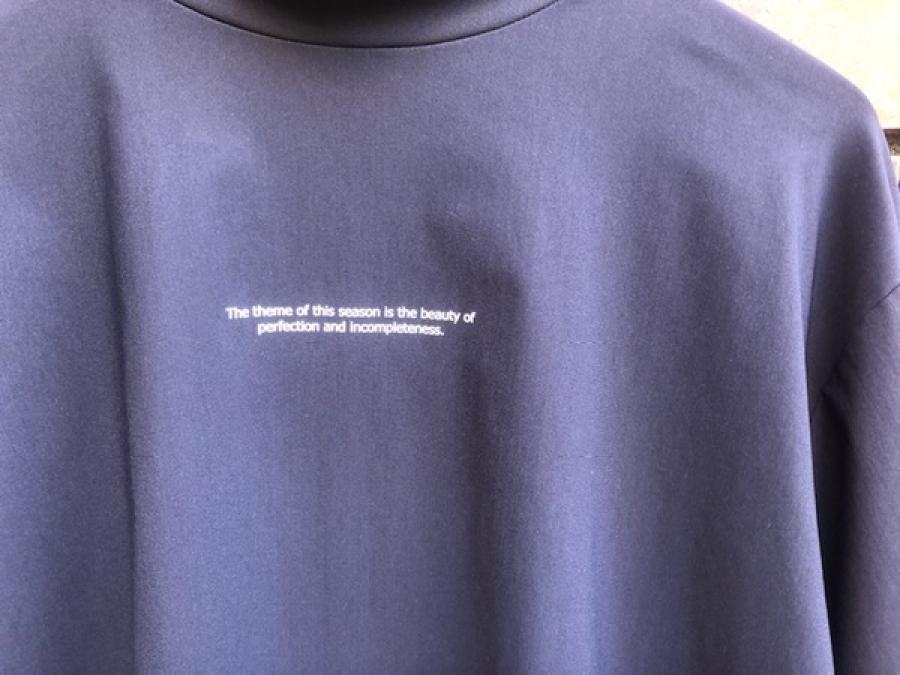 The theme of this season is the beauty of
perfection and incompleteness.